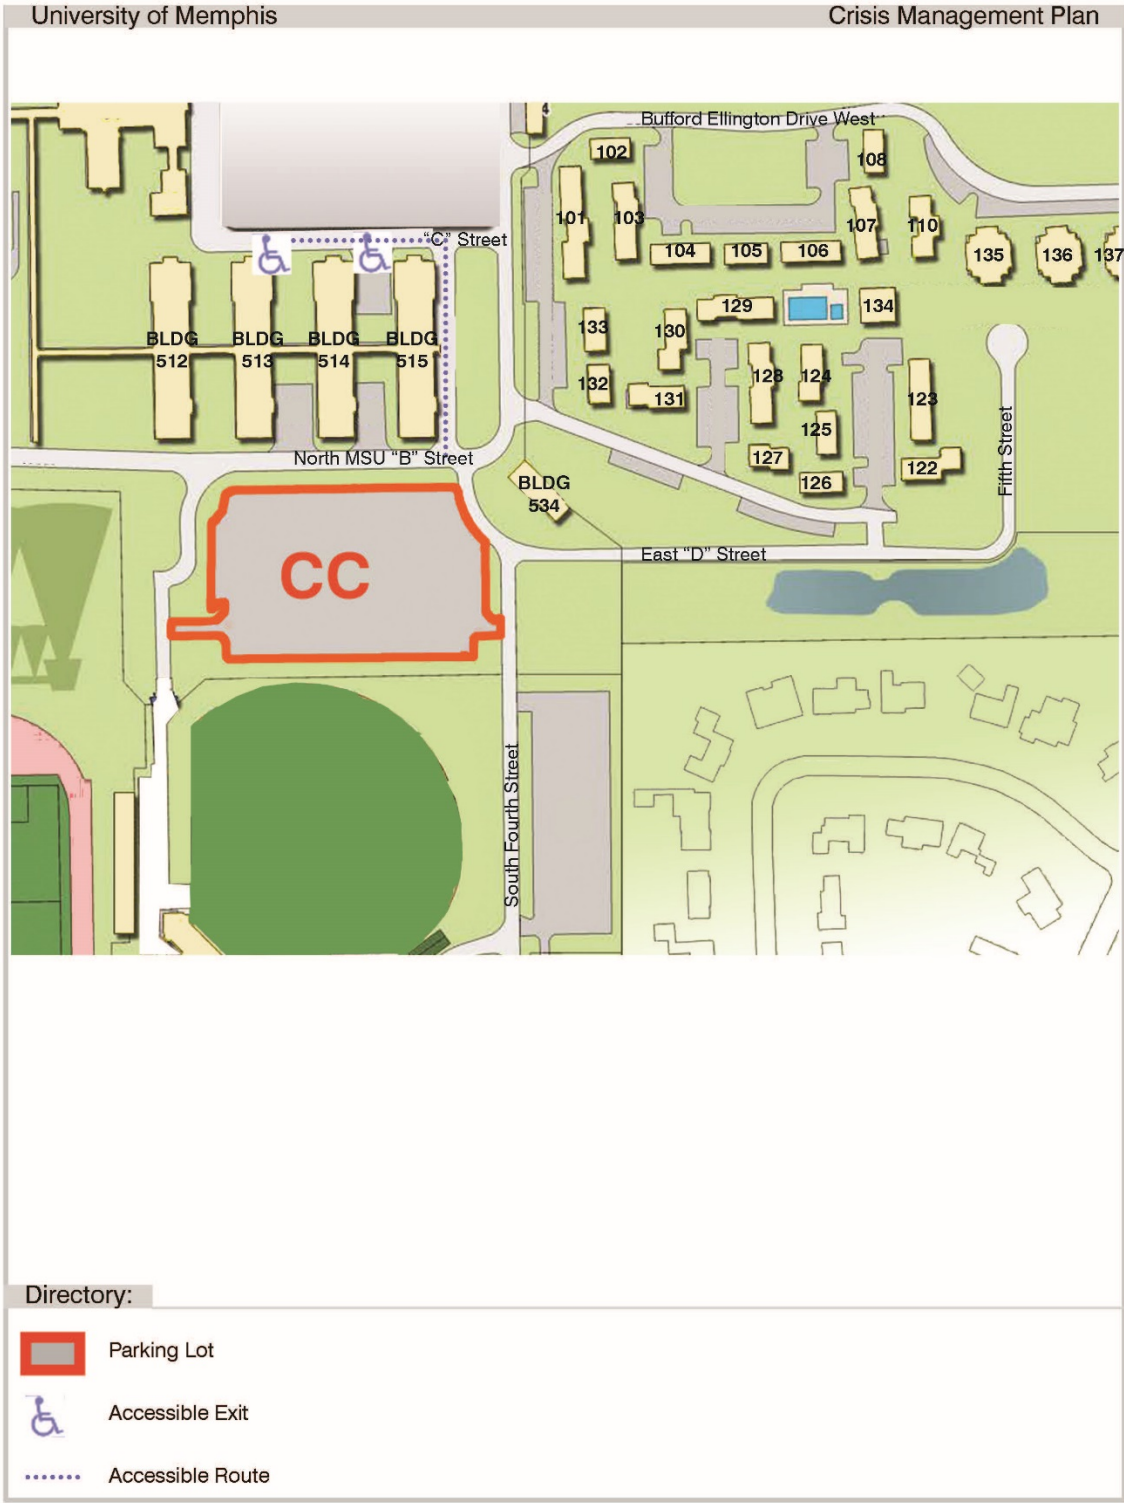 University of Memphis
Crisis Management Plan
4
Bufford Ellington Drive West
102
108
101
103
107
110
"C" Street
104
105
106
135
136
137
129
134
133
130
BLDG
512
BLDG
513
BLDG
514
BLDG
515
132
131
128
124
123
125
127
122
126
Fifth Street
North MSU "B" Street
BLDG
534
East "D" Street
CC
South Fourth Street
Directory:
Parking Lot
Accessible Exit
Accessible Route